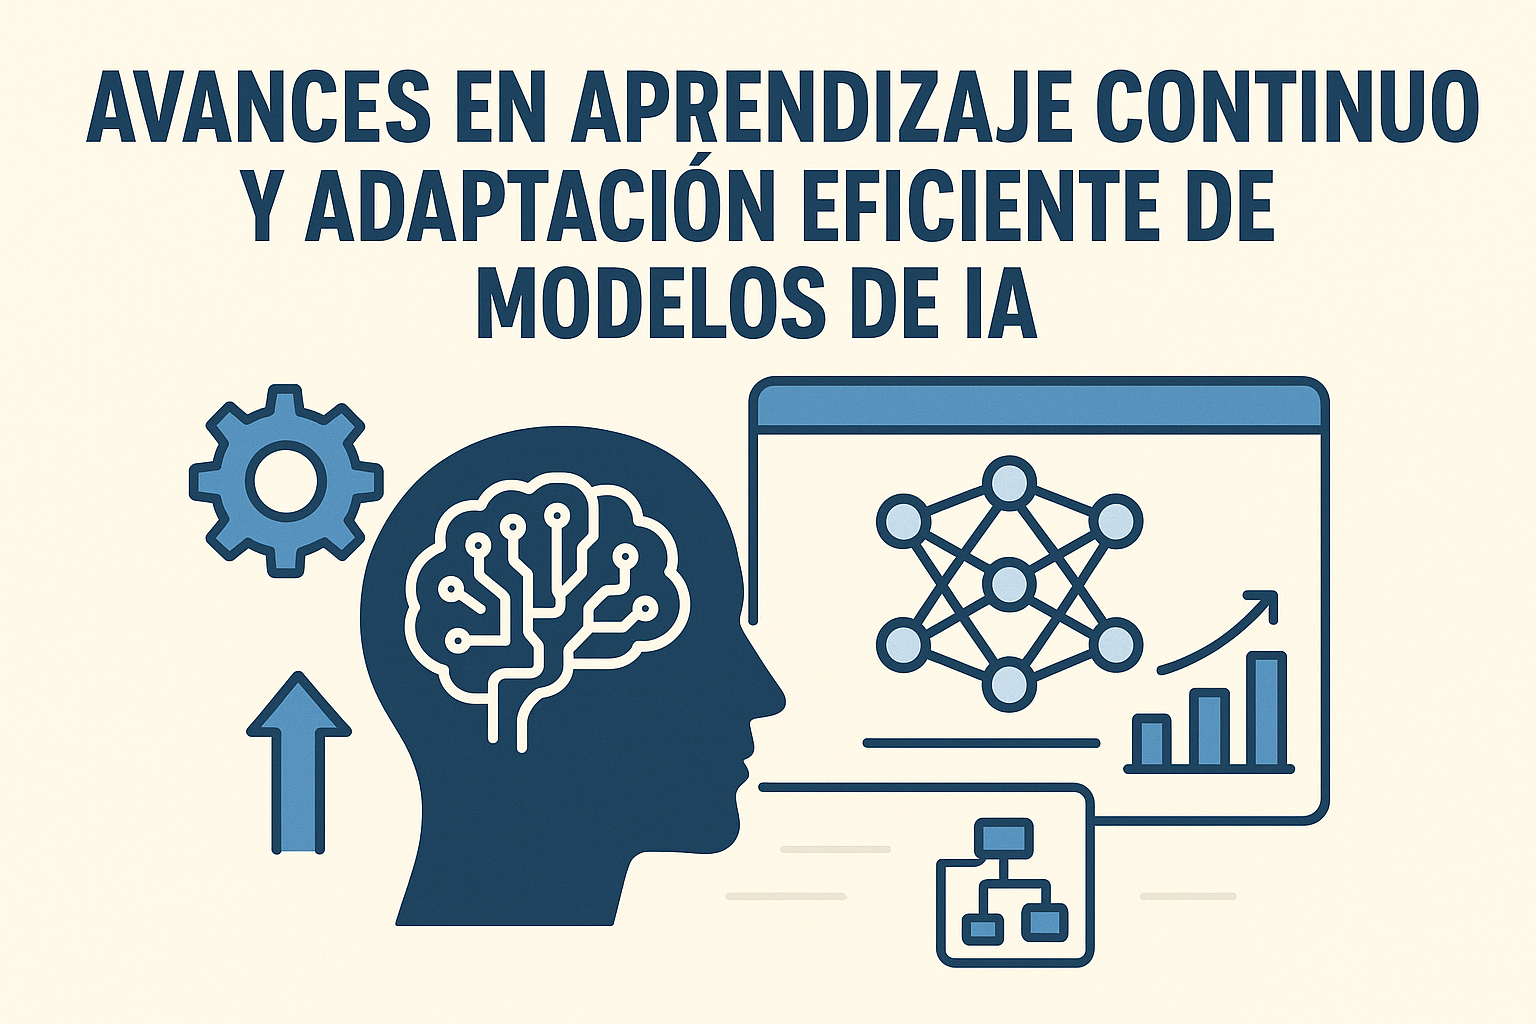 AVANCES EN APRENDIZAJE CONTINUO
Y ADAPTACIÓN EFICIENTE DE
MODELOS DE IA